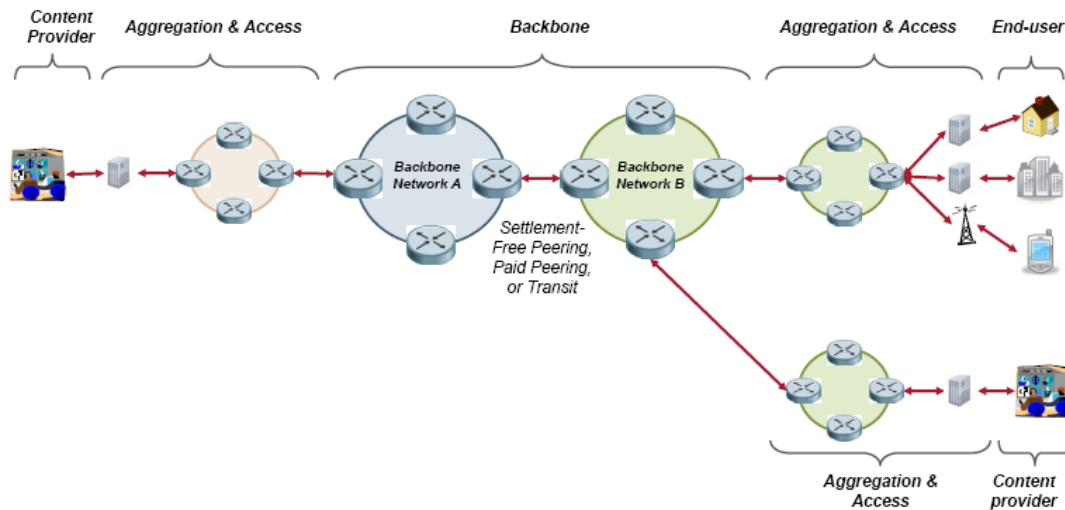 Content
Provider
Aggregation & Access
Backbone
Aggregation & Access
End-user
Backbone
Network A
Backbone
Network B
Settlement-
Free Peering,
Paid Peering,
or Transit
Aggregation &
Access
Content
provider